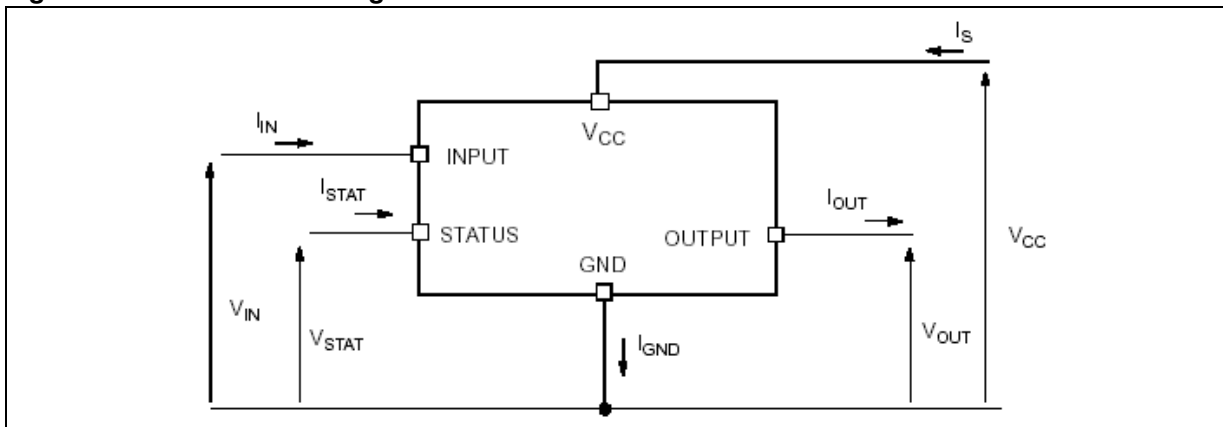 I_S
V_CC
I_IN
INPUT
I_STAT
STATUS
I_OUT
OUTPUT
GND
V_CC
V_IN
V_STAT
I_GND
V_OUT